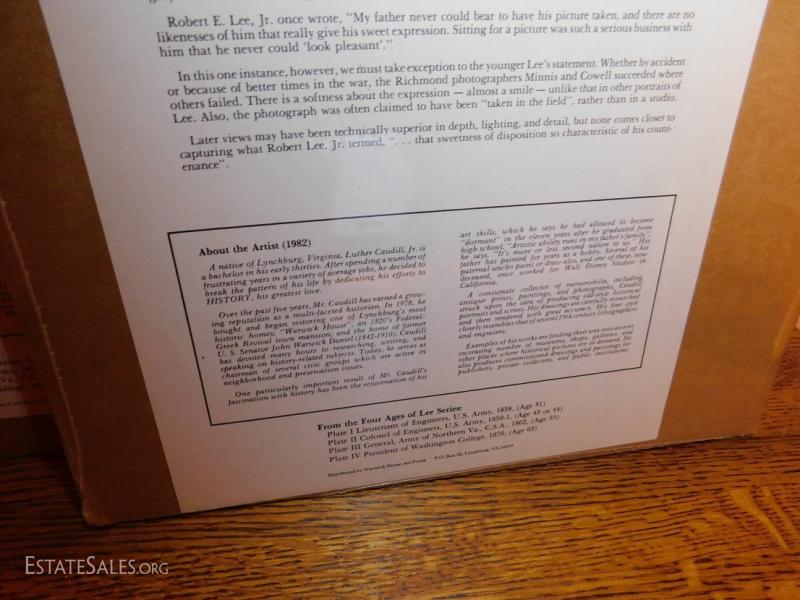 Robert E. Lee, Jr. once wrote, "My father never could bear to have his picture taken, and there are no
likenesses of him that really give his sweet expression. Sitting for a picture was such a serious business with
him that he never could 'look pleasant'."
In this one instance, however, we must take exception to the younger Lee's statement. Whether by accident
or because of better times in the war, the Richmond photographers Minnis and Cowell succeeded where
others failed. There is a softness about the expression — almost a smile — unlike that in other portraits of
Lee. Also, the photograph was often claimed to have been "taken in the field", rather than in a studio.
Later views may have been technically superior in depth, lighting, and detail, but none comes closer to
capturing what Robert Lee, Jr. termed, ". . . that sweetness of disposition so characteristic of his count-
enance".
About the Artist (1982)
A native of Lynchburg, Virginia, Luther Caudill, Jr. is
a bachelor in his early thirties. After spending a number of
frustrating years in a variety of average jobs, he decided to
break the pattern of his life by dedicating his efforts to
HISTORY, his greatest love.
Over the past five years, Mr. Caudill has earned a grow-
ing reputation as a multi-faceted historian. In 1978, he
bought and began restoring one of Lynchburg's most
historic homes; "Warwick House", an 1820's Federal/
Greek Revival town mansion, and the home of former
U. S. Senator John Warwick Daniel (1842-1910). Caudill
has devoted many hours to researching, writing, and
speaking on history-related subjects. Today, he serves as
chairman of several civic groups which are active in
neighborhood and preservation issues.
One particularly important result of Mr. Caudill's
fascination with history has been the rejuvenation of his
art skills, which he says he had allowed to become
"dormant" in the eleven years after he graduated from
high school. "Artistic ability runs in my father's family",
he says. "It's more or less second nature to us." His
father has painted for years as a hobby. Several of his
paternal uncles paint or draw also, and one of these, now
deceased, once worked for Walt Disney Studios in
California.
A consummate collector of memorabilia, including
antique prints, paintings, and photographs, Caudill
struck upon the idea of producing old-style historical
portraits and scenes. His drawings are carefully researched
and then rendered with great accuracy. His fine style
closely resembles that of several 19th century lithographers
and engravers.
Examples of his works are finding their way into an ever
increasing number of museums, shops, galleries, and
other places where historical pictures are in demand. He
also produces commissioned drawings and paintings for
publishers, private collectors, and public institutions.
From the Four Ages of Lee Series:
Plate I Lieutenant of Engineers, U.S. Army, 1838, (Age 31)
Plate II Colonel of Engineers, U.S. Army, 1850-1, (Age 43 or 44)
Plate III General, Army of Northern Va., C.S.A., 1862, (Age 55)
Plate IV President of Washington College, 1870, (Age 63)
Distributed by Warwick House Art Prints P.O. Box Lynchburg, VA
ESTATESALES.ORG